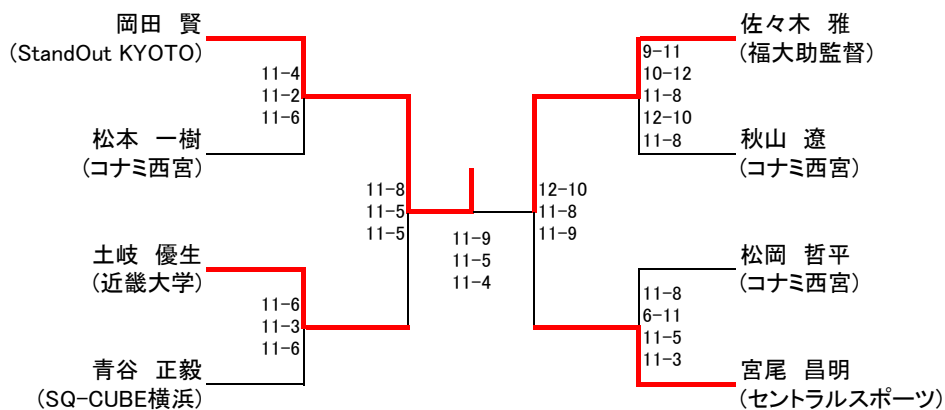 岡田　賢
(StandOut KYOTO)
11-4
11-2
11-6
松本　一樹
(コナミ西宮)
11-8
11-5
11-5
土岐　優生
(近畿大学)
11-6
11-3
11-6
青谷　正毅
(SQ-CUBE横浜)
11-9
11-5
11-4
佐々木　雅
(福大助監督)
9-11
10-12
11-8
12-10
11-8
秋山　遼
(コナミ西宮)
12-10
11-8
11-9
松岡　哲平
(コナミ西宮)
11-8
6-11
11-5
11-3
宮尾　昌明
(セントラルスポーツ)